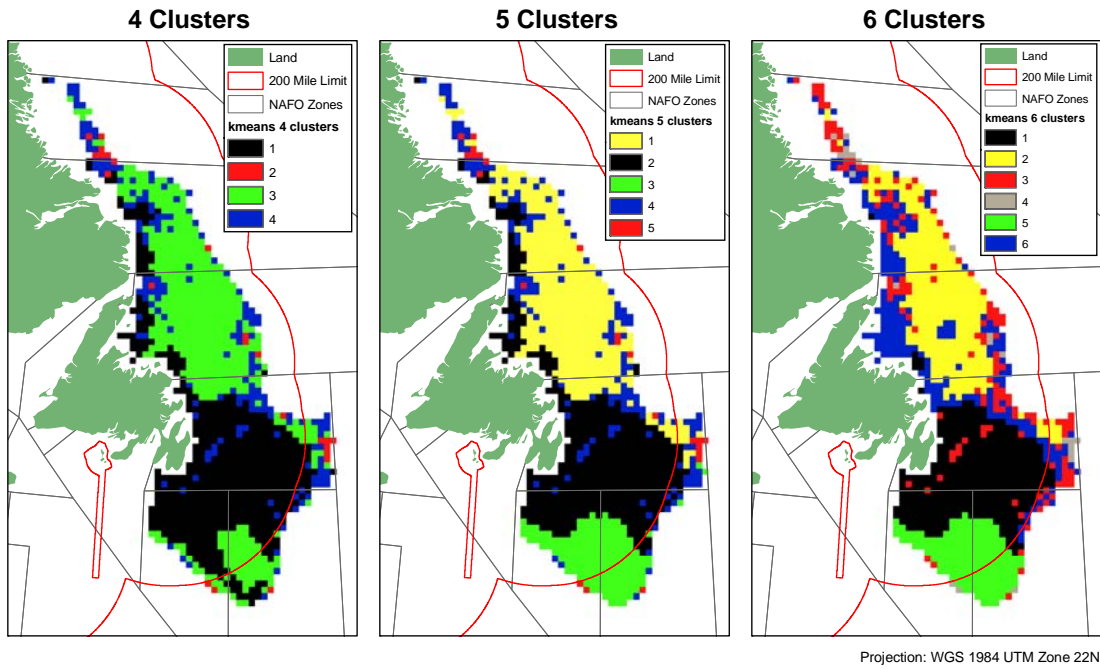 4 Clusters
Land
200 Mile Limit
NAFO Zones
kmeans 4 clusters
1
2
3
4
5 Clusters
Land
200 Mile Limit
NAFO Zones
kmeans 5 clusters
1
2
3
4
5
6 Clusters
Land
200 Mile Limit
NAFO Zones
kmeans 6 clusters
1
2
3
4
5
6
Projection: WGS 1984 UTM Zone 22N